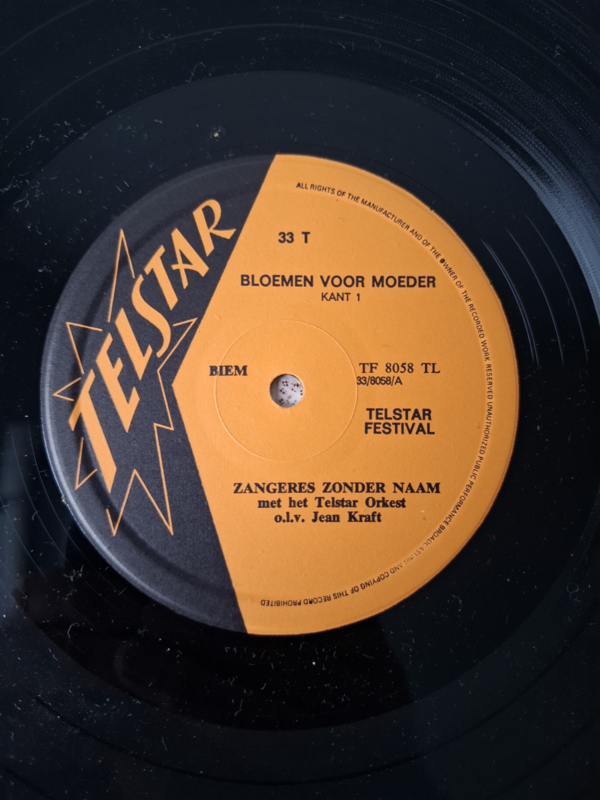 TELSTAR
ALL RIGHTS OF THE MANUFACTURER AND OF THE OWNER OF THE RECORDED WORK RESERVED UNAUTHORIZED PUBLIC PERFORMANCE BROADCASTING AND COPYING OF THIS RECORD PROHIBITED
33 T
BLOEMEN VOOR MOEDER
KANT 1
BIEM
TF 8058 TL
33/8058/A
TELSTAR
FESTIVAL
ZANGERES ZONDER NAAM
met het Telstar Orkest
o.l.v. Jean Kraft